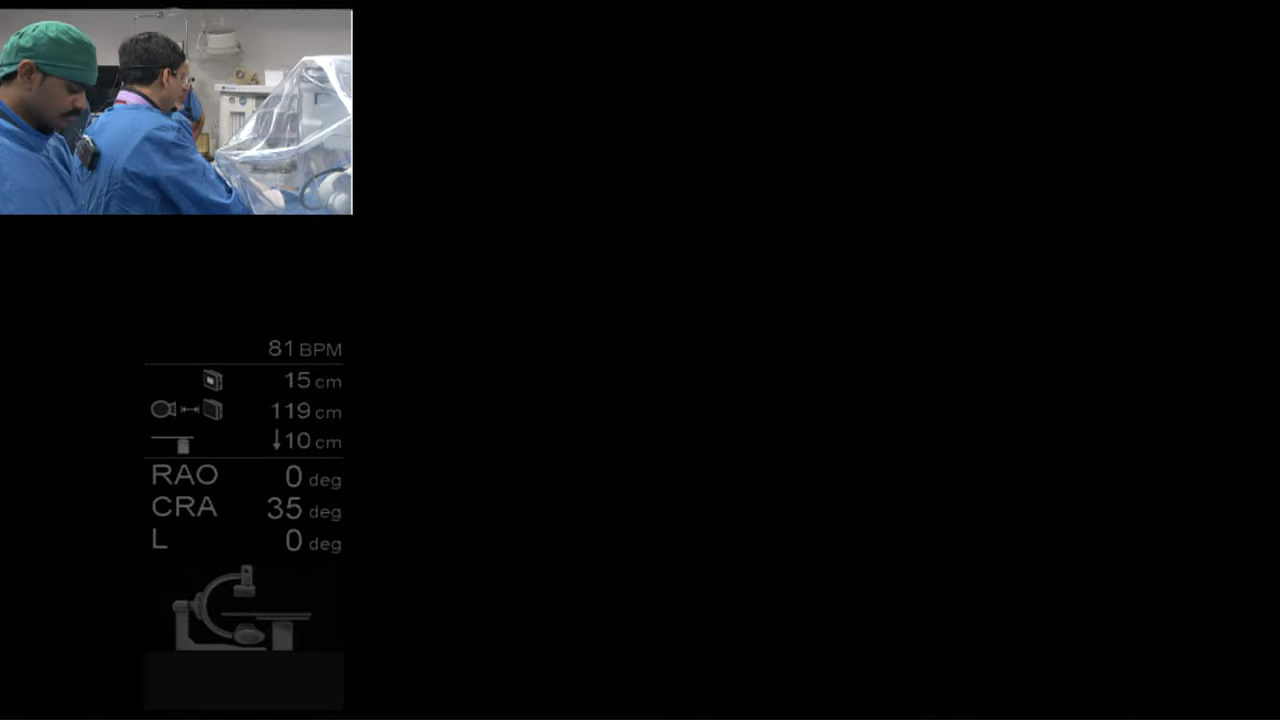 81 BPM
15 cm
119 cm
↓10 cm
RAO 0 deg
CRA 35 deg
L 0 deg